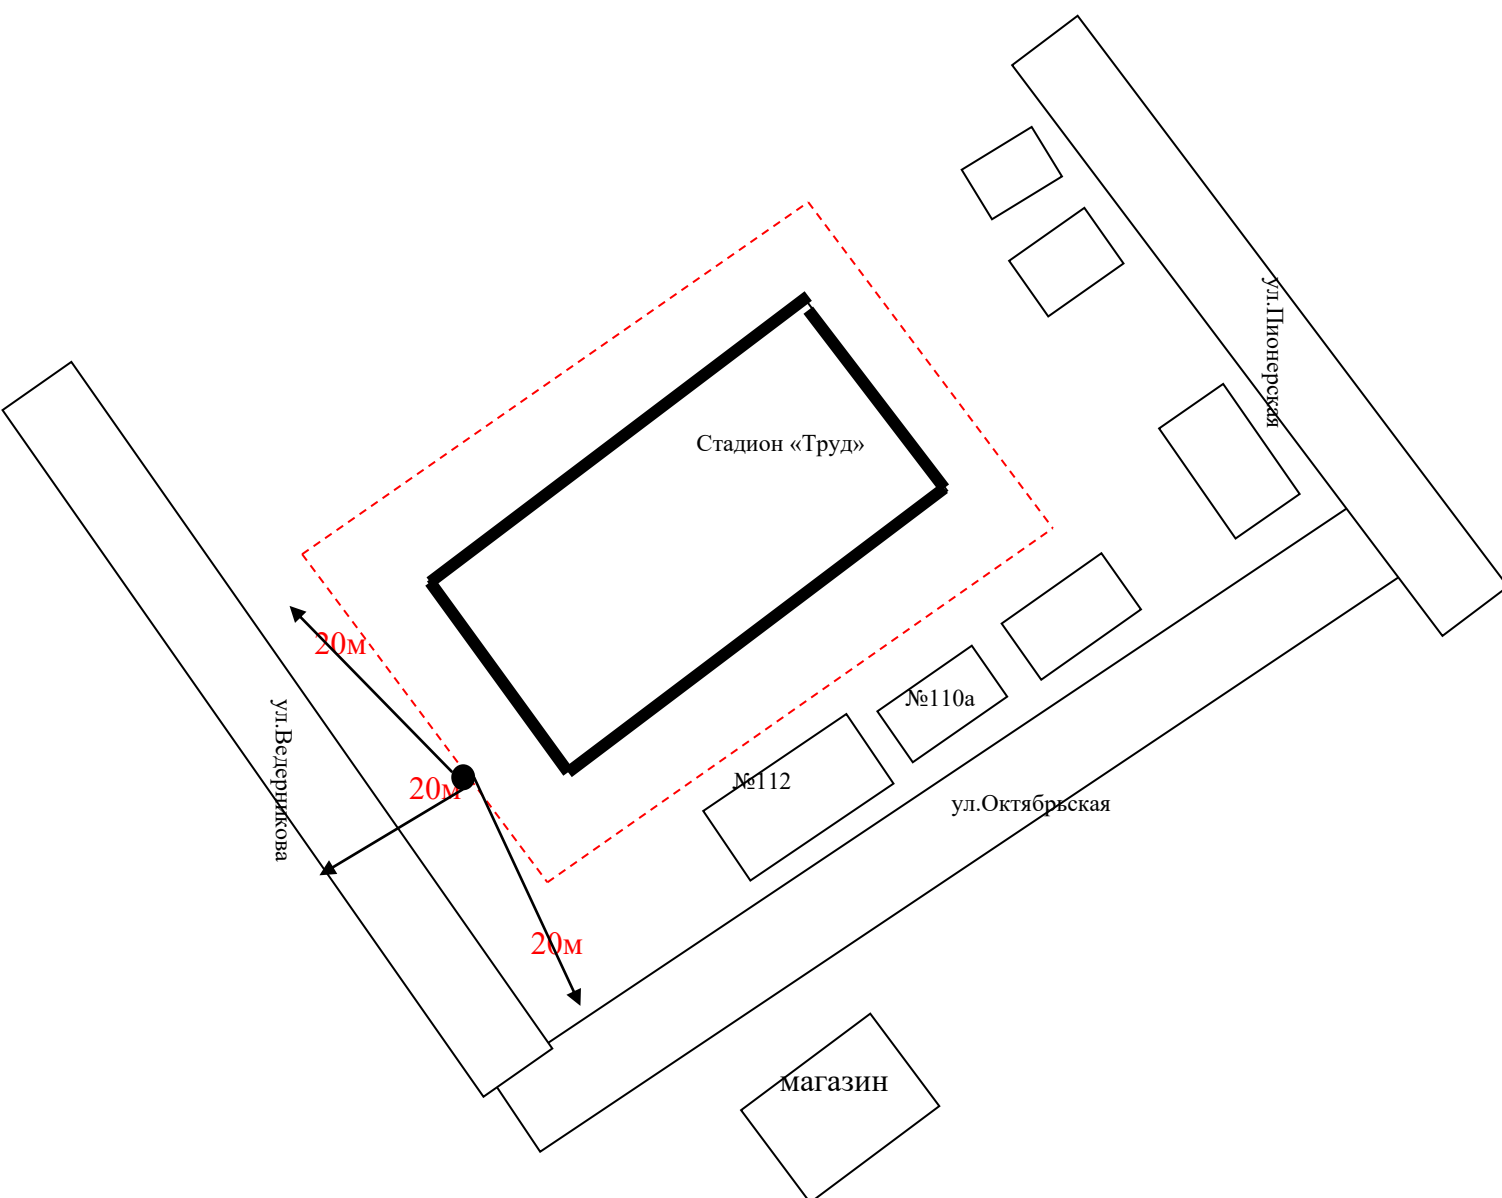 ул.Пионерская
Стадион «Труд»
20м
№110а
ул.Ведерникова
№112
20м
ул.Октябрьская
20м
магазин